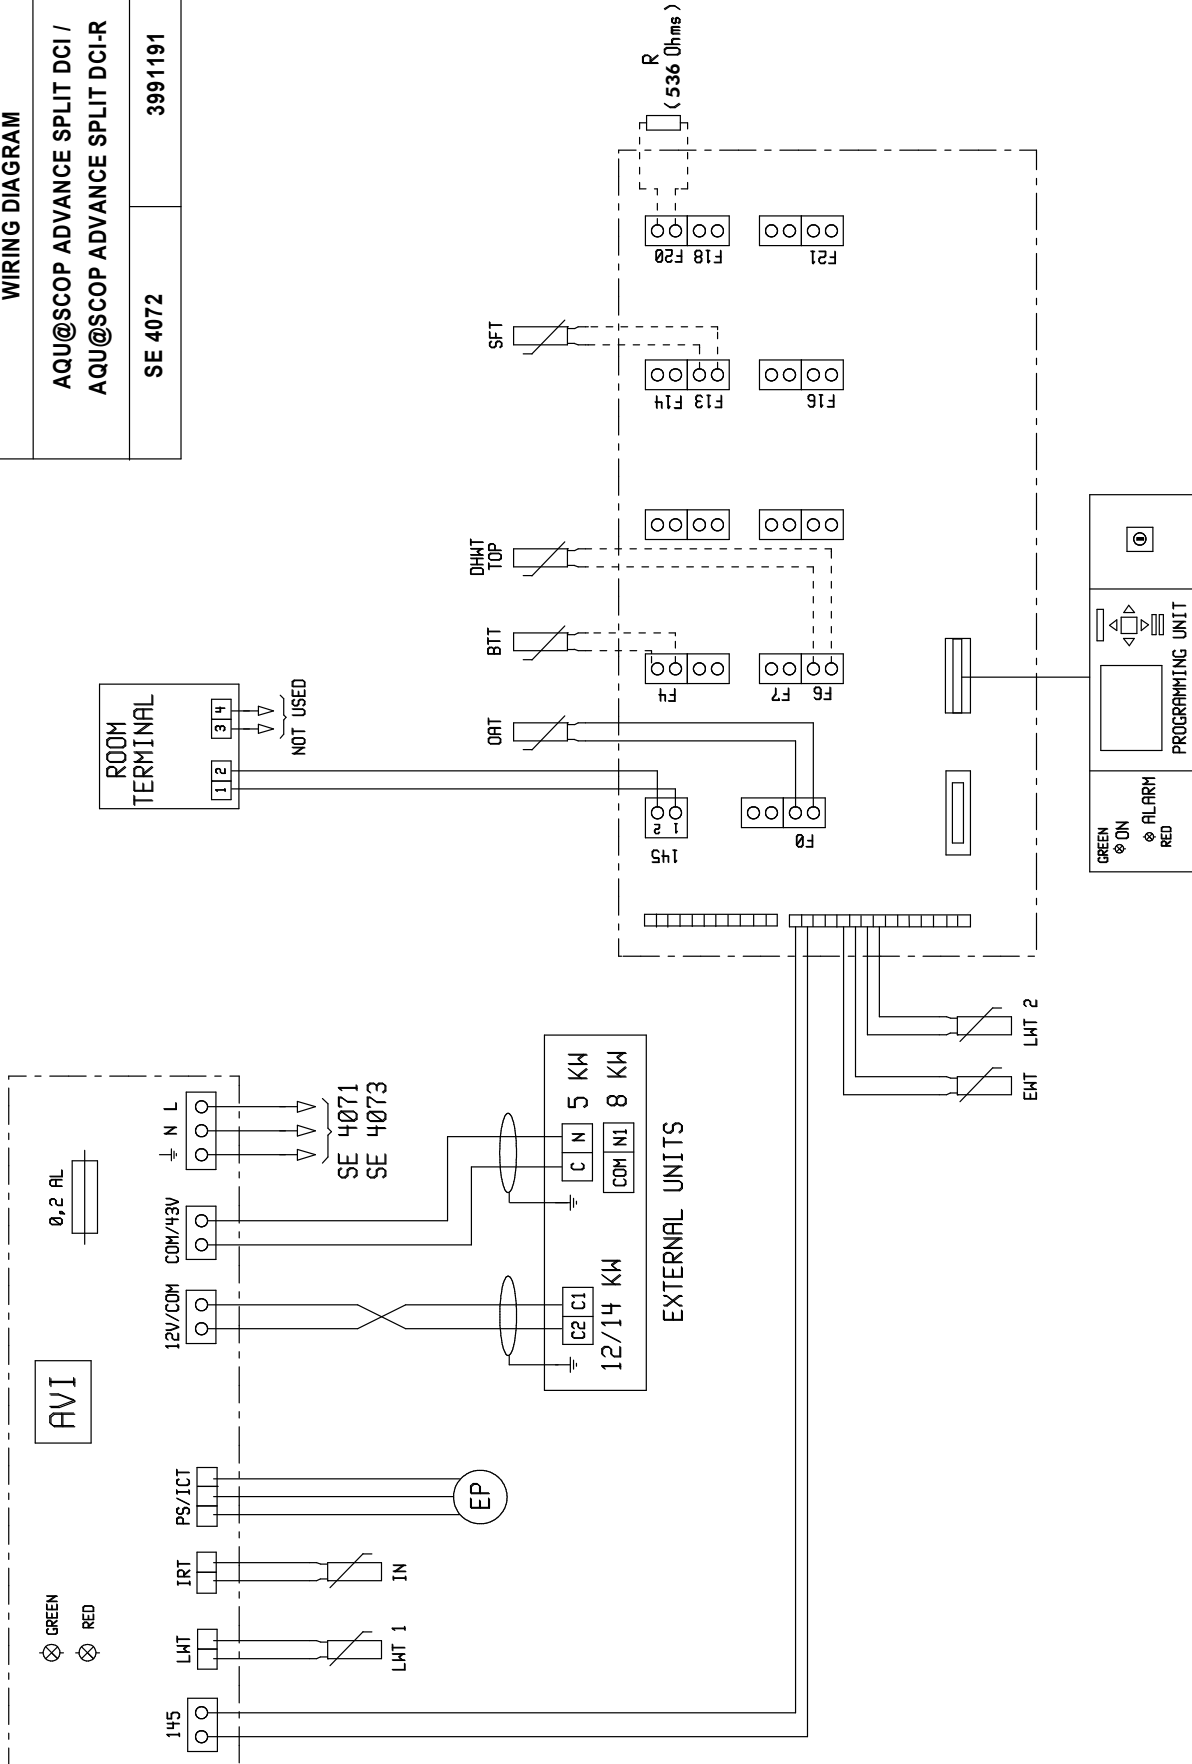 WIRING DIAGRAM
AQU@SCOP ADVANCE SPLIT DCI /
AQU@SCOP ADVANCE SPLIT DCI-R
SE 4072
3991191
R
(536 Ohms)
F20
F18
F21
SFT
F14
F13
F16
DHWT
TOP
BTT
OAT
F4
F7
F6
ROOM
TERMINAL
1 2
3 4
NOT USED
2
1
145
F0
PROGRAMMING UNIT
GREEN
ON
ALARM
RED
LWT 2
EWT
0,2 AL
N L
COM/43V
12V/COM
SE 4071
SE 4073
C N
5 KW
COM N1
8 KW
C2 C1
12/14 KW
EXTERNAL UNITS
AVI
PS/ICT
EP
IRT
IN
GREEN
RED
LWT
LWT 1
145